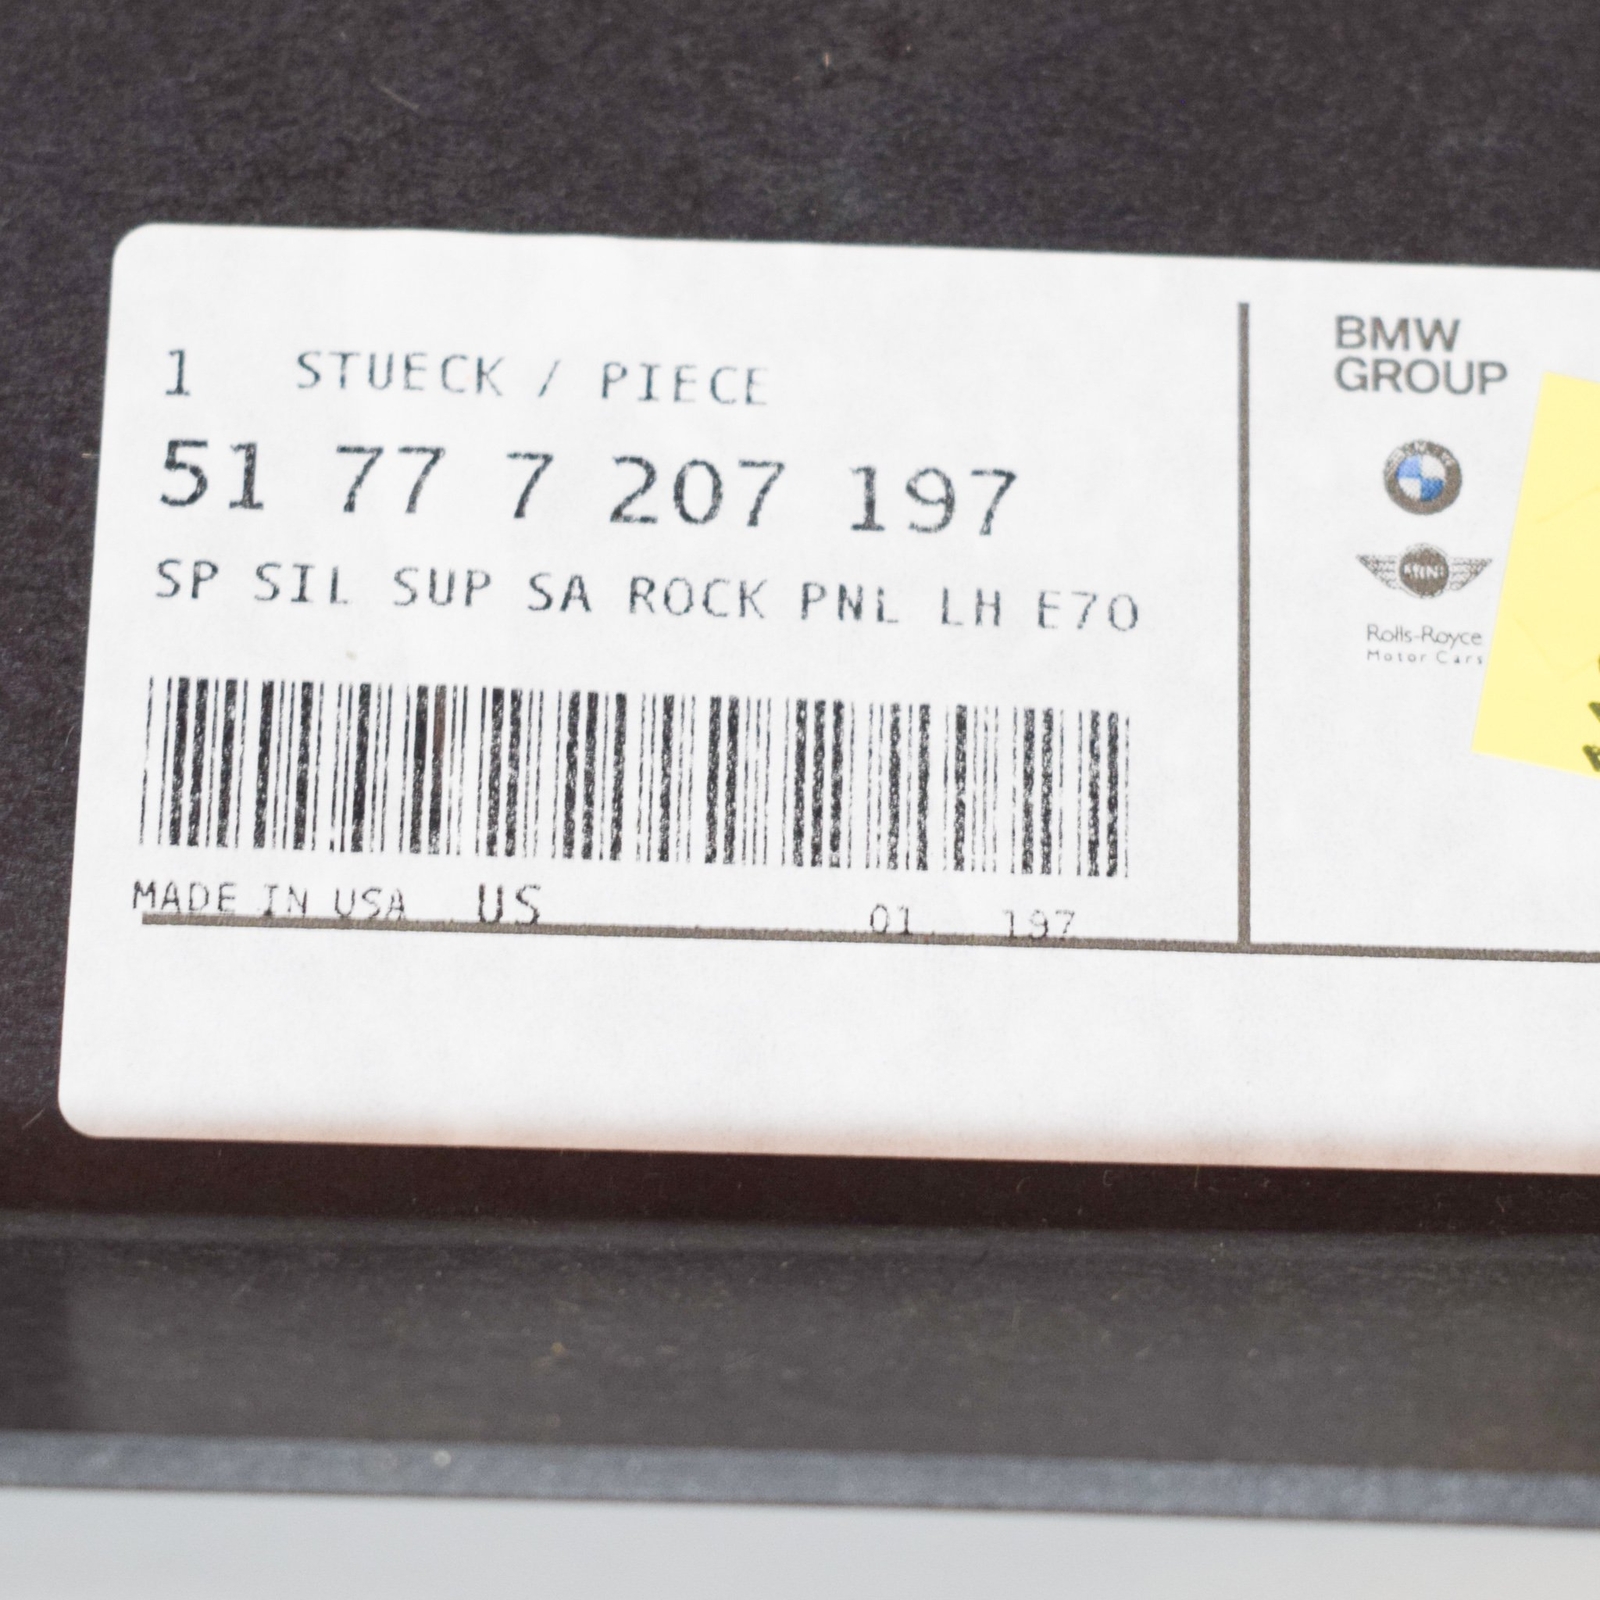 1 STUECK / PIECE
51 77 7 207 197
SP SIL SUP SA ROCK PNL LH E70
MADE IN USA US 01 197
BMW
GROUP
MINI
Rolls-Royce
Motor Cars